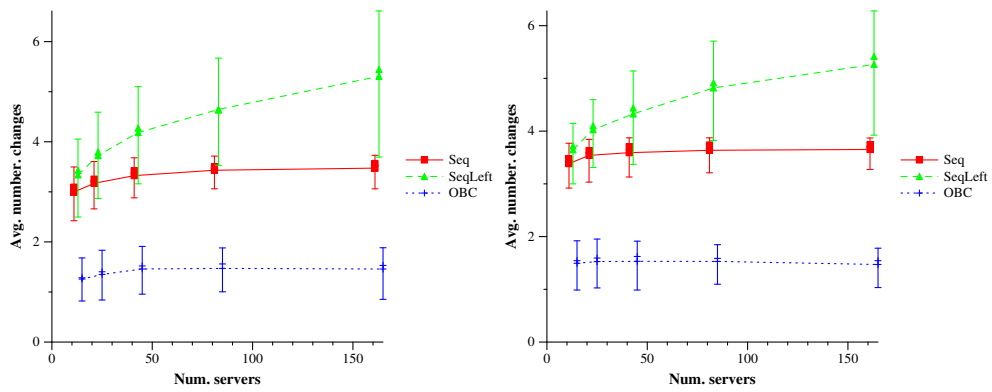 6
4
2
0
0
50
100
150
Avg. number. changes
Num. servers
Seq
SeqLeft
OBC
6
4
2
0
0
50
100
150
Avg. number. changes
Num. servers
Seq
SeqLeft
OBC